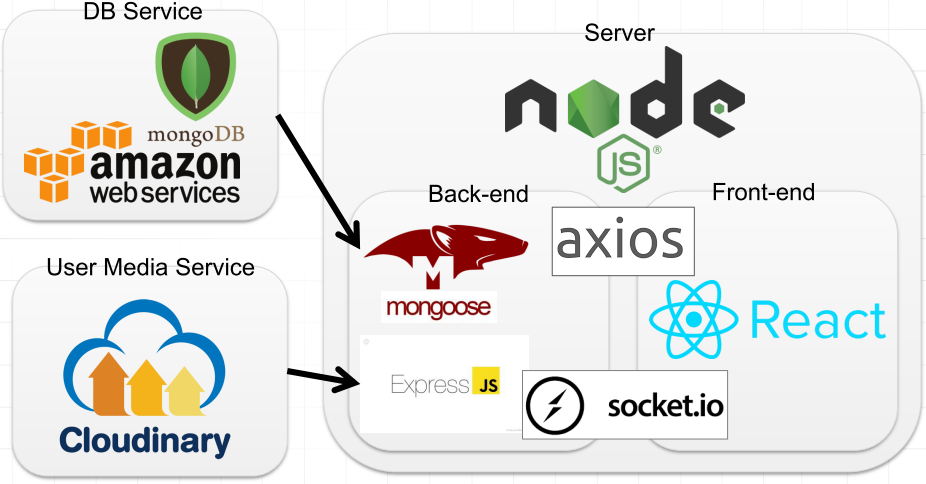 DB Service
mongoDB
amazon
web services
User Media Service
Cloudinary
Server
node
JS®
Back-end
Front-end
M
mongoose
axios
React
Express JS
socket.io